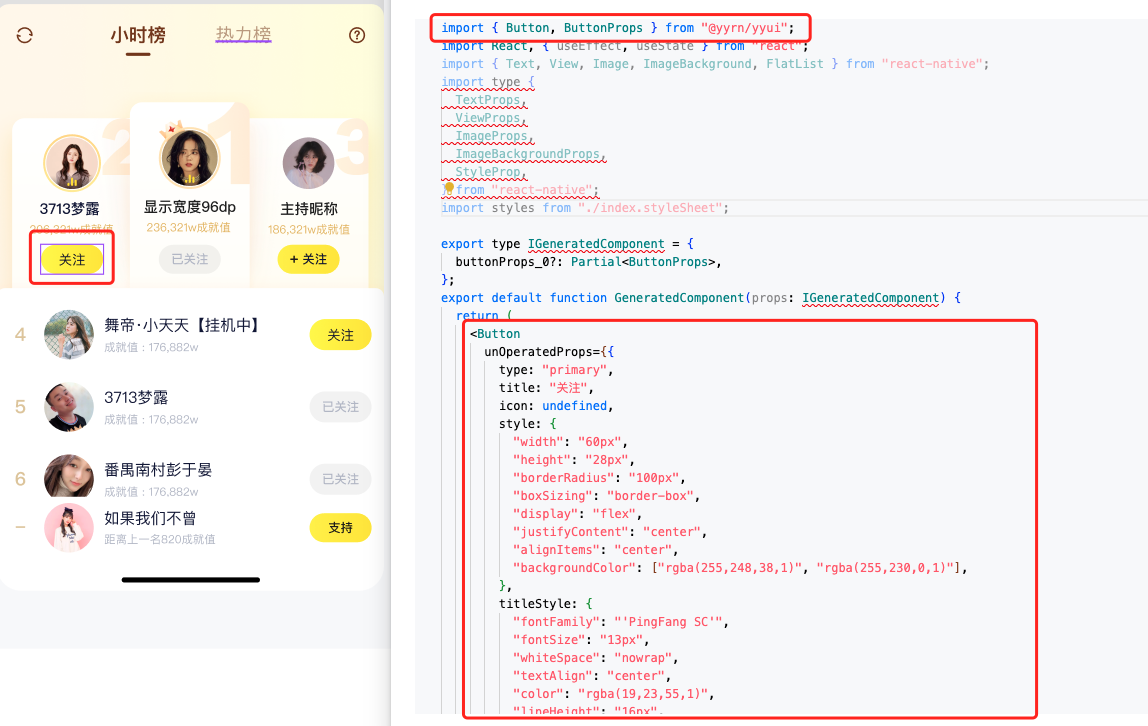 小时榜
热力榜
2
1
3
3713梦露
显示宽度96dp
主持昵称
206,321w成就值
236,321w成就值
186,321w成就值
关注
已关注
+ 关注
4
舞帝·小天天【挂机中】
成就值 : 176,882w
关注
5
3713梦露
成就值 : 176,882w
已关注
6
番禺南村彭于晏
成就值 : 176,882w
已关注
–
如果我们不曾
距离上一名820成就值
支持
import { Button, ButtonProps } from "@yyrn/yyui";
import React, { useEffect, useState } from "react";
import { Text, View, Image, ImageBackground, FlatList } from "react-native";
import type {
TextProps,
ViewProps,
ImageProps,
ImageBackgroundProps,
StyleProp,
} from "react-native";
import styles from "./index.styleSheet";
export type IGeneratedComponent = {
buttonProps_0?: Partial<ButtonProps>,
};
export default function GeneratedComponent(props: IGeneratedComponent) {
return (
<Button
unOperatedProps={{
type: "primary",
title: "关注",
icon: undefined,
style: {
"width": "60px",
"height": "28px",
"borderRadius": "100px",
"boxSizing": "border-box",
"display": "flex",
"justifyContent": "center",
"alignItems": "center",
"backgroundColor": ["rgba(255,248,38,1)", "rgba(255,230,0,1)"],
},
titleStyle: {
"fontFamily": "'PingFang SC'",
"fontSize": "13px",
"whiteSpace": "nowrap",
"textAlign": "center",
"color": "rgba(19,23,55,1)",
"lineHeight": "16px",